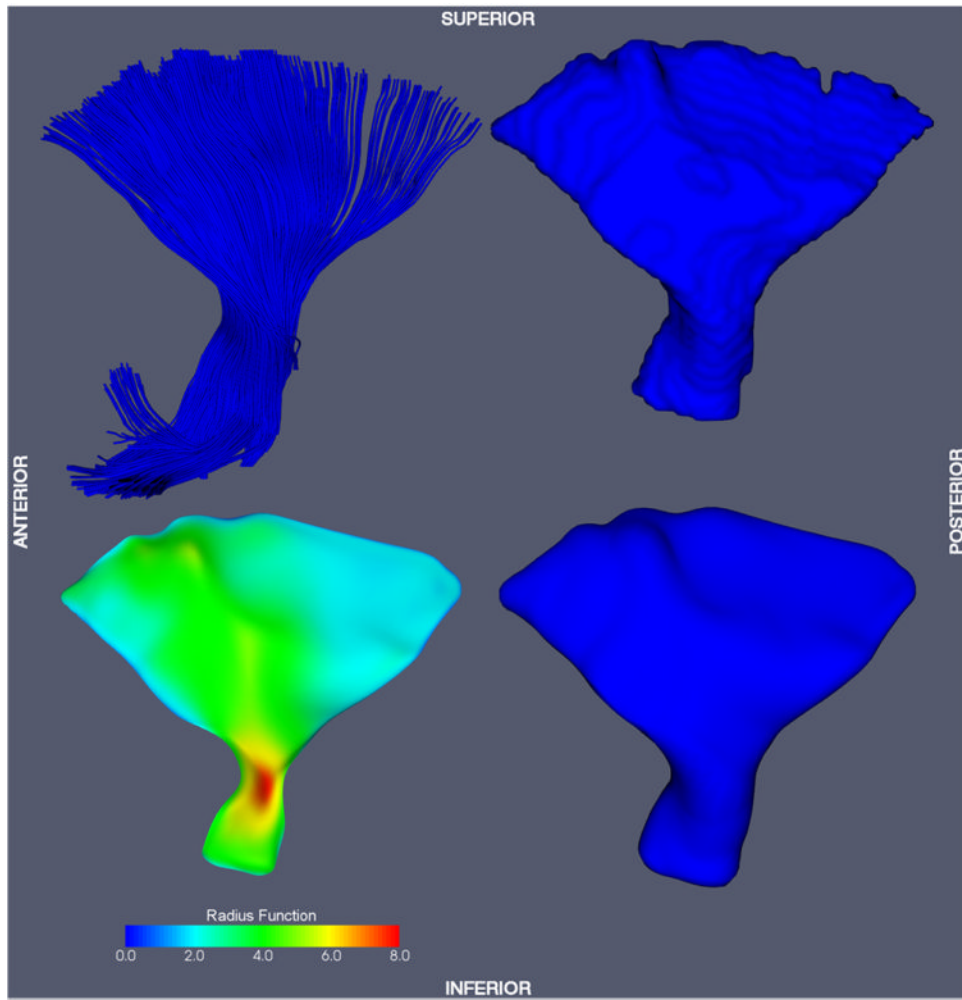 SUPERIOR
ANTERIOR
POSTERIOR
Radius Function
0.0 2.0 4.0 6.0 8.0
INFERIOR